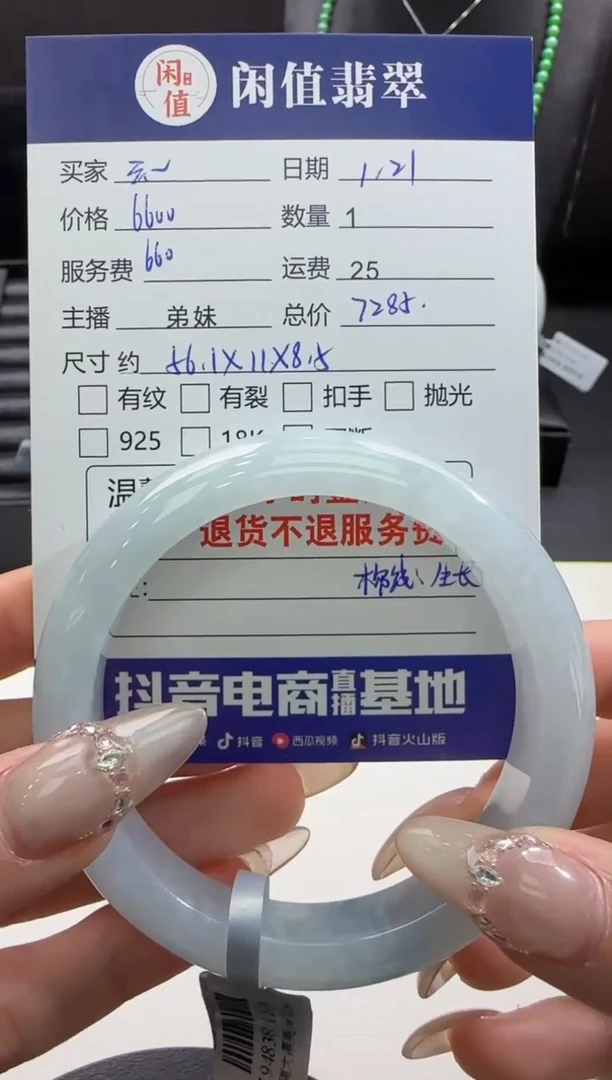 闲值 闲值翡翠
买家 日期 1.21
价格 6600 数量 1
服务费 660 运费 25
主播 弟妹 总价 7285.
尺寸 约 56.1X11X8.5
□ 有纹 □ 有裂 □ 扣手 □ 抛光
□ 925 □ 18K
温
退货不退服务费
棉纹、生长
抖音电商直播基地
抖音 西瓜视频 抖音火山版